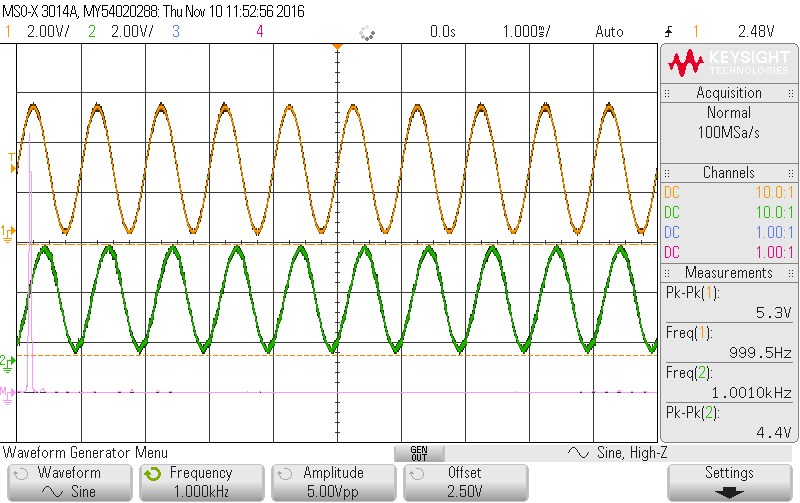 MSO-X 3014A, MY54020288: Thu Nov 10 11:52:56 2016
1 2.00V/ 2 2.00V/ 3 4 0.0s 1.000ms/ Auto 1 2.48V
KEYSIGHT
TECHNOLOGIES
Acquisition
Normal
100MSa/s
Channels
DC 10.0:1
DC 10.0:1
DC 1.00:1
DC 1.00:1
Measurements
Pk-Pk(1):
5.3V
Freq(1):
999.5Hz
Freq(2):
1.0010kHz
Pk-Pk(2):
4.4V
T
1
2
M
Waveform Generator Menu
GEN
OUT
Sine, High-Z
Waveform
Sine
Frequency
1.000kHz
Amplitude
5.00Vpp
Offset
2.50V
Settings